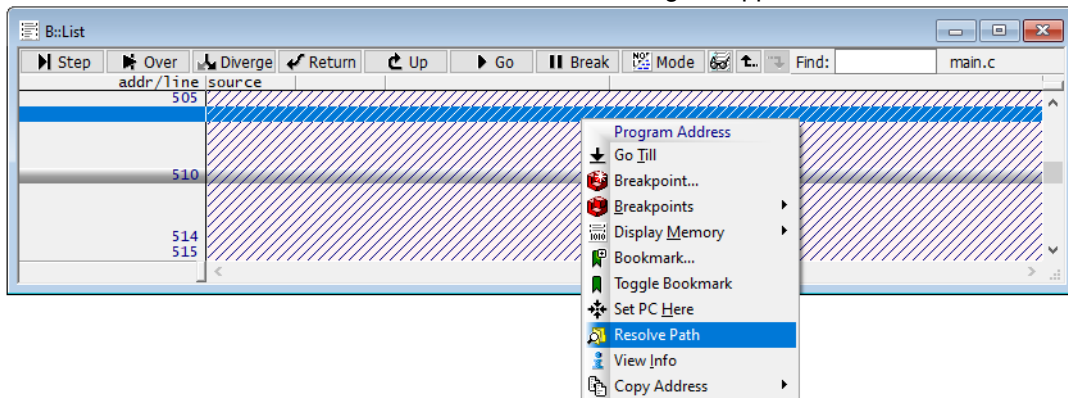 B::List
Step Over Diverge Return Up Go Break Mode t.. Find: main.c
addr/line source
505
510
514
515
Program Address
Go Till
Breakpoint...
Breakpoints
Display Memory
Bookmark...
Toggle Bookmark
Set PC Here
Resolve Path
View Info
Copy Address